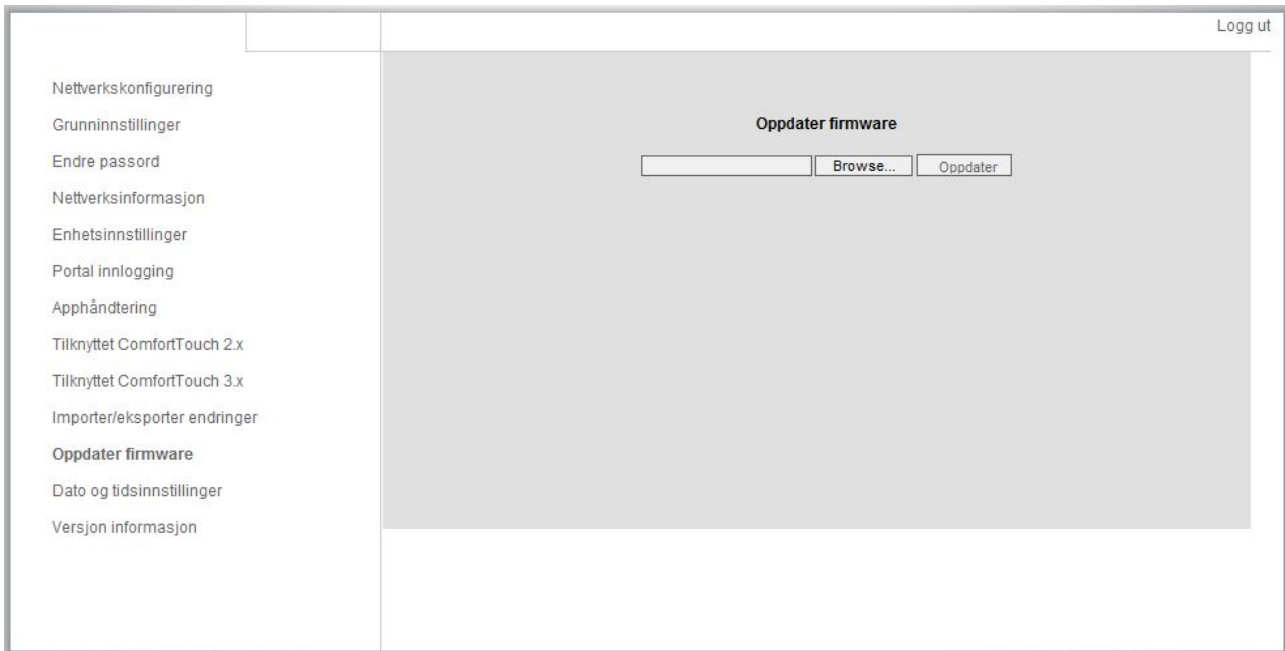 Logg ut
Nettverkskonfigurering
Grunninnstillinger
Endre passord
Nettverksinformasjon
Enhetsinnstillinger
Portal innlogging
Apphåndtering
Tilknyttet ComfortTouch 2.x
Tilknyttet ComfortTouch 3.x
Importer/eksporter endringer
Oppdater firmware
Dato og tidsinnstillinger
Versjon informasjon
Oppdater firmware
Browse... Oppdater